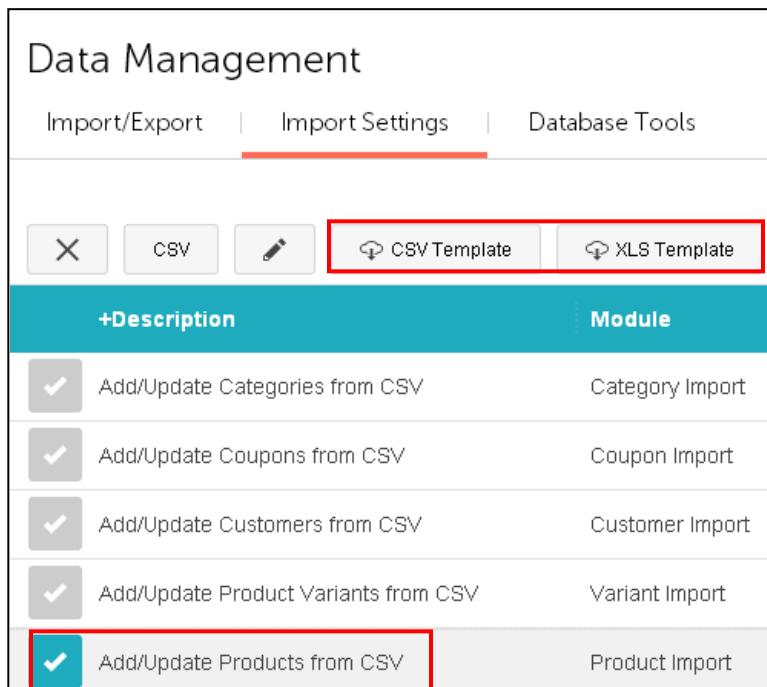 Data Management
Import/Export | Import Settings | Database Tools
CSV CSV Template XLS Template
+Description Module
Add/Update Categories from CSV Category Import
Add/Update Coupons from CSV Coupon Import
Add/Update Customers from CSV Customer Import
Add/Update Product Variants from CSV Variant Import
Add/Update Products from CSV Product Import